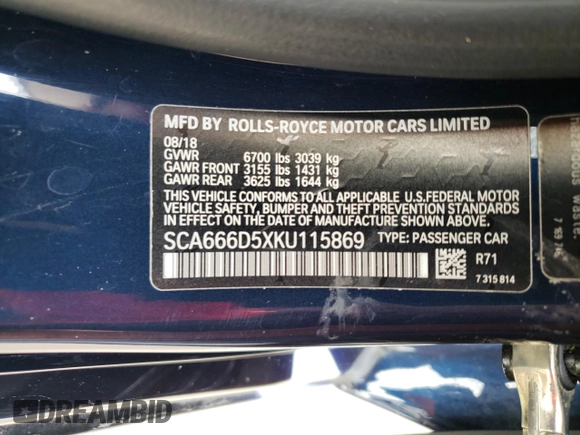 MFD BY ROLLS-ROYCE MOTOR CARS LIMITED
08/18
GVWR 6700 lbs 3039 kg
GAWR FRONT 3155 lbs 1431 kg
GAWR REAR 3625 lbs 1644 kg
THIS VEHICLE CONFORMS TO ALL APPLICABLE U.S.FEDERAL MOTOR
VEHICLE SAFETY, BUMPER AND THEFT PREVENTION STANDARDS
IN EFFECT ON THE DATE OF MANUFACTURE SHOWN ABOVE.
SCA666D5XKU115869 TYPE: PASSENGER CAR
R71
7 315 814
DREAMBID